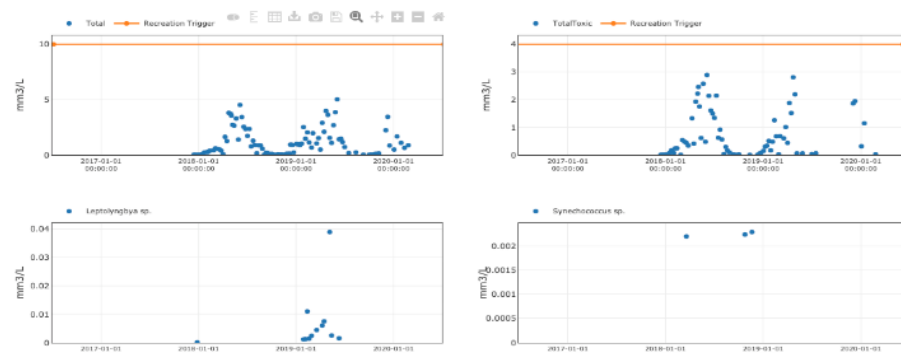 Total Recreation Trigger
10
5
0
mm3/L
2017-01-01 2018-01-01 2019-01-01 2020-01-01
00:00:00 00:00:00 00:00:00 00:00:00
TotalToxic Recreation Trigger
4
3
2
1
0
mm3/L
2017-01-01 2018-01-01 2019-01-01 2020-01-01
00:00:00 00:00:00 00:00:00 00:00:00
Leptolyngbya sp.
0.04
0.03
0.02
0.01
0
mm3/L
2017-01-01 2018-01-01 2019-01-01 2020-01-01
Synechococcus sp.
0.002
0.0015
0.001
0.0005
0
mm3/L
2017-01-01 2018-01-01 2019-01-01 2020-01-01